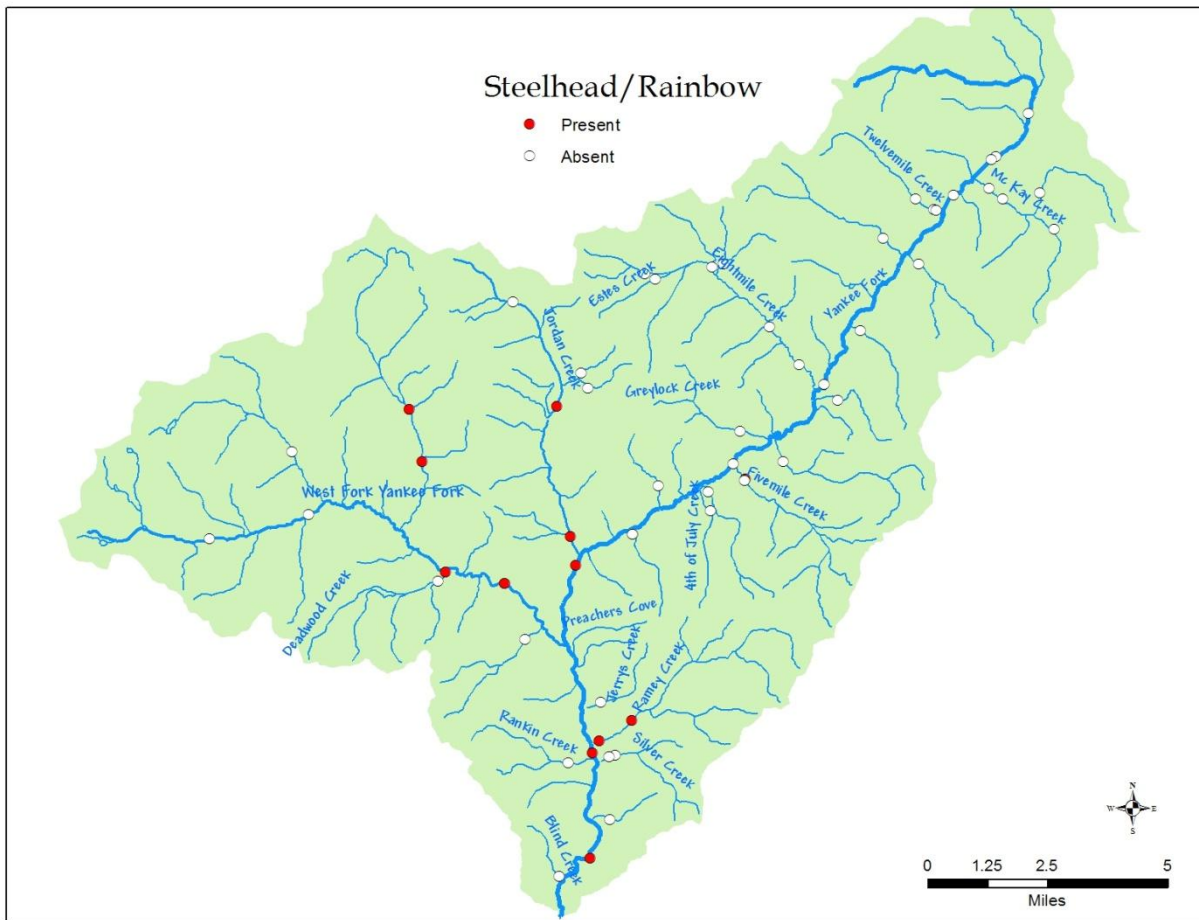 Steelhead/Rainbow
Present
Absent
Twelvemile Creek
Mc Kay Creek
Estes Creek
Eightmile Creek
Yankee Fork
Jordan Creek
Greylock Creek
West Fork Yankee Fork
Fivemile Creek
4th of July Creek
Deadwood Creek
Preachers Cove
Jerrys Creek
Ramey Creek
Rankin Creek
Silver Creek
Blind Creek
N
W E
S
0 1.25 2.5 5
Miles